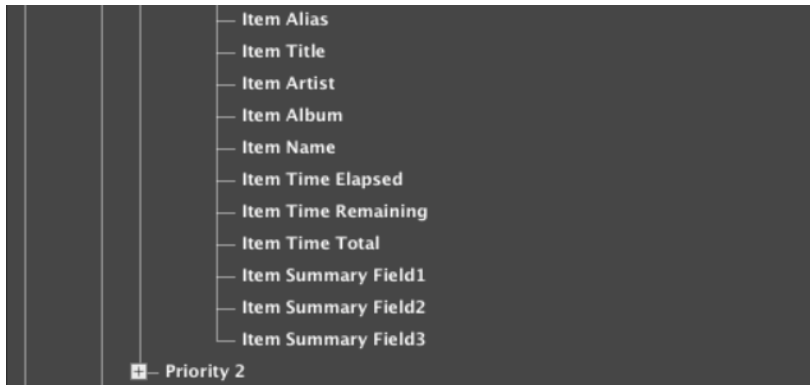 Item Alias
Item Title
Item Artist
Item Album
Item Name
Item Time Elapsed
Item Time Remaining
Item Time Total
Item Summary Field1
Item Summary Field2
Item Summary Field3
Priority 2